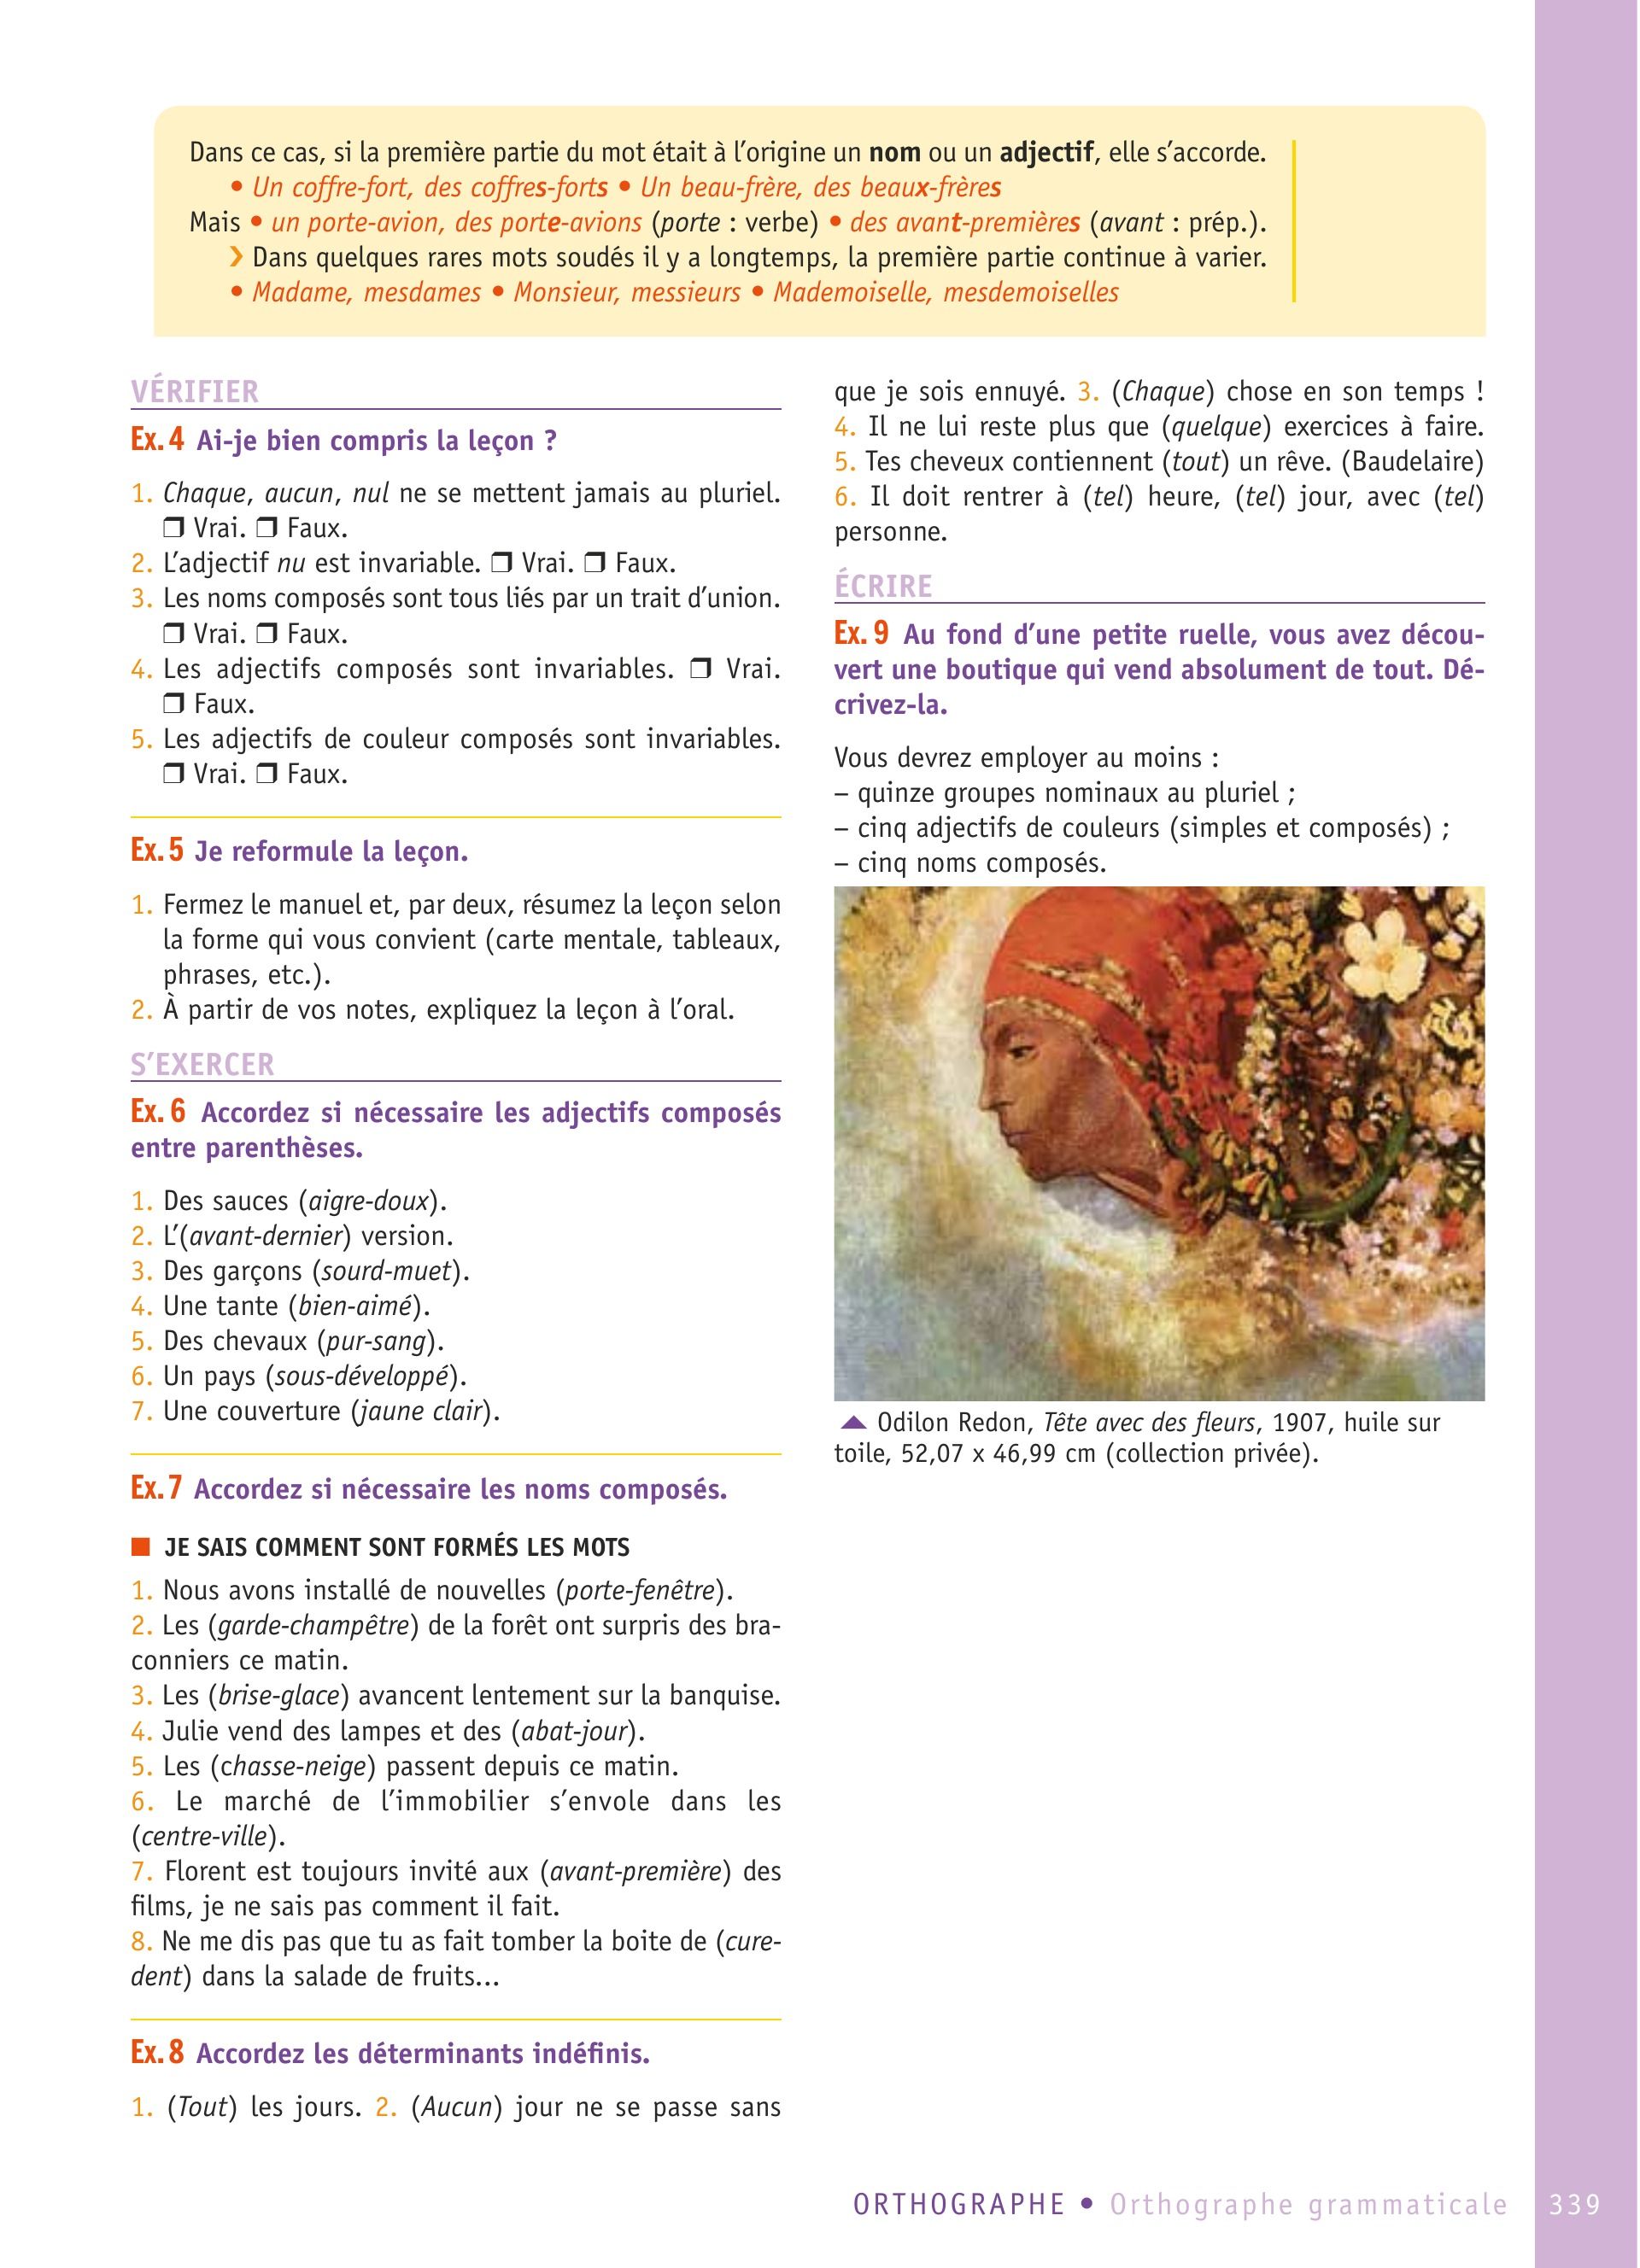 Dans ce cas, si la première partie du mot était à l’origine un nom ou un adjectif, elle s’accorde.
• Un coffre-fort, des coffres-forts • Un beau-frère, des beaux-frères
Mais • un porte-avion, des porte-avions (porte : verbe) • des avant-premières (avant : prép.).
❯ Dans quelques rares mots soudés il y a longtemps, la première partie continue à varier.
• Madame, mesdames • Monsieur, messieurs • Mademoiselle, mesdemoiselles
VÉRIFIER
Ex. 4 Ai-je bien compris la leçon ?
1. Chaque, aucun, nul ne se mettent jamais au pluriel.
❒ Vrai. ❒ Faux.
2. L’adjectif nu est invariable. ❒ Vrai. ❒ Faux.
3. Les noms composés sont tous liés par un trait d’union.
❒ Vrai. ❒ Faux.
4. Les adjectifs composés sont invariables. ❒ Vrai.
❒ Faux.
5. Les adjectifs de couleur composés sont invariables.
❒ Vrai. ❒ Faux.
Ex. 5 Je reformule la leçon.
1. Fermez le manuel et, par deux, résumez la leçon selon
la forme qui vous convient (carte mentale, tableaux,
phrases, etc.).
2. À partir de vos notes, expliquez la leçon à l’oral.
S’EXERCER
Ex. 6 Accordez si nécessaire les adjectifs composés
entre parenthèses.
1. Des sauces (aigre-doux).
2. L’(avant-dernier) version.
3. Des garçons (sourd-muet).
4. Une tante (bien-aimé).
5. Des chevaux (pur-sang).
6. Un pays (sous-développé).
7. Une couverture (jaune clair).
Ex. 7 Accordez si nécessaire les noms composés.
■ JE SAIS COMMENT SONT FORMÉS LES MOTS
1. Nous avons installé de nouvelles (porte-fenêtre).
2. Les (garde-champêtre) de la forêt ont surpris des bra-
conniers ce matin.
3. Les (brise-glace) avancent lentement sur la banquise.
4. Julie vend des lampes et des (abat-jour).
5. Les (chasse-neige) passent depuis ce matin.
6. Le marché de l’immobilier s’envole dans les
(centre-ville).
7. Florent est toujours invité aux (avant-première) des
films, je ne sais pas comment il fait.
8. Ne me dis pas que tu as fait tomber la boite de (cure-
dent) dans la salade de fruits…
Ex. 8 Accordez les déterminants indéfinis.
1. (Tout) les jours. 2. (Aucun) jour ne se passe sans
que je sois ennuyé. 3. (Chaque) chose en son temps !
4. Il ne lui reste plus que (quelque) exercices à faire.
5. Tes cheveux contiennent (tout) un rêve. (Baudelaire)
6. Il doit rentrer à (tel) heure, (tel) jour, avec (tel)
personne.
ÉCRIRE
Ex. 9 Au fond d’une petite ruelle, vous avez décou-
vert une boutique qui vend absolument de tout. Dé-
crivez-la.
Vous devrez employer au moins :
– quinze groupes nominaux au pluriel ;
– cinq adjectifs de couleurs (simples et composés) ;
– cinq noms composés.
▲ Odilon Redon, Tête avec des fleurs, 1907, huile sur
toile, 52,07 x 46,99 cm (collection privée).
ORTHOGRAPHE • Orthographe grammaticale 339